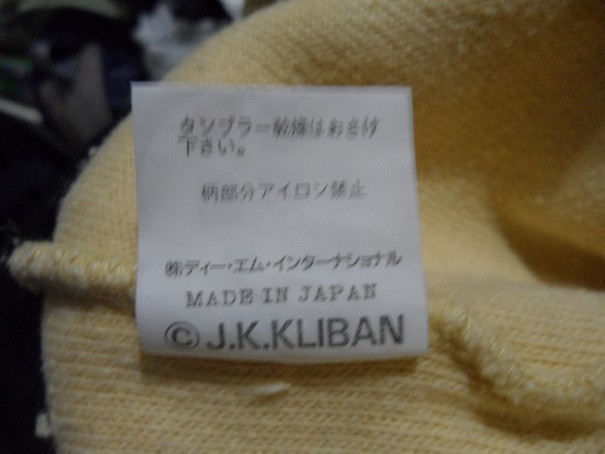 タンブラー乾燥はおさけ
下さい。
柄部分アイロン禁止
㈱ディー・エム・インターナショナル
MADE IN JAPAN
© J.K.KLIBAN